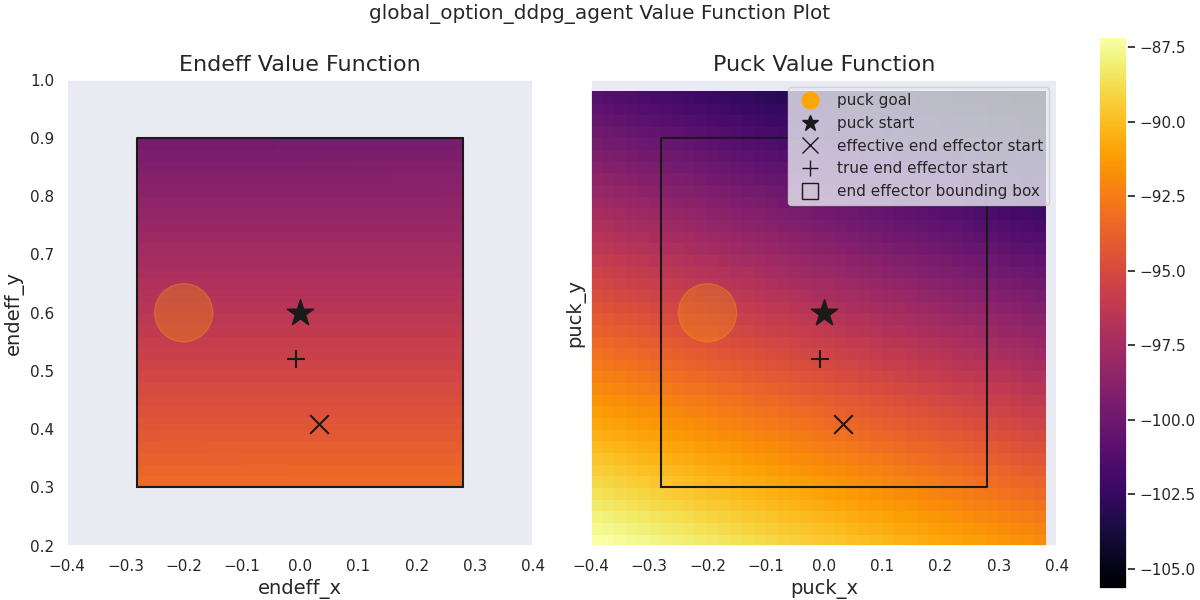 global_option_ddpg_agent Value Function Plot
Endeff Value Function
endeff_y
1.0
0.9
0.8
0.7
0.6
0.5
0.4
0.3
0.2
−0.4 −0.3 −0.2 −0.1 0.0 0.1 0.2 0.3 0.4
endeff_x
Puck Value Function
puck goal
puck start
effective end effector start
true end effector start
end effector bounding box
puck_y
−0.4 −0.3 −0.2 −0.1 0.0 0.1 0.2 0.3 0.4
puck_x
−87.5
−90.0
−92.5
−95.0
−97.5
−100.0
−102.5
−105.0